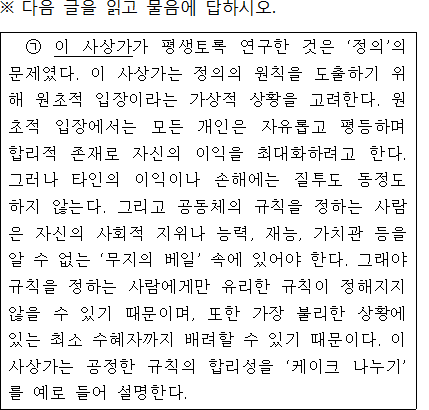 ※ 다음 글을 읽고 물음에 답하시오.
㉠ 이 사상가가 평생토록 연구한 것은 ‘정의’의
문제였다. 이 사상가는 정의의 원칙을 도출하기 위
해 원초적 입장이라는 가상적 상황을 고려한다. 원
초적 입장에서는 모든 개인은 자유롭고 평등하며
합리적 존재로 자신의 이익을 최대화하려고 한다.
그러나 타인의 이익이나 손해에는 질투도 동정도
하지 않는다. 그리고 공동체의 규칙을 정하는 사람
은 자신의 사회적 지위나 능력, 재능, 가치관 등을
알 수 없는 ‘무지의 베일’ 속에 있어야 한다. 그래야
규칙을 정하는 사람에게만 유리한 규칙이 정해지지
않을 수 있기 때문이며, 또한 가장 불리한 상황에
있는 최소 수혜자까지 배려할 수 있기 때문이다. 이
사상가는 공정한 규칙의 합리성을 ‘케이크 나누기’
를 예로 들어 설명한다.